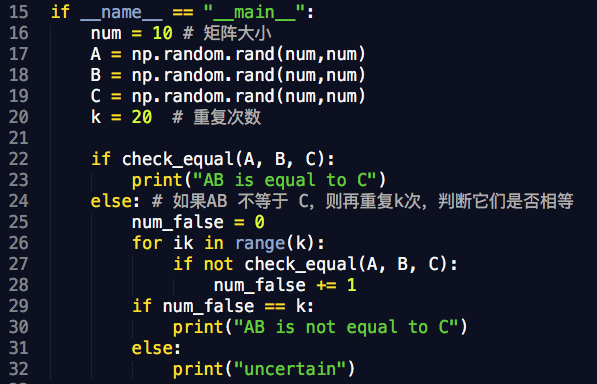 15 if __name__ == "__main__":
16     num = 10 # 矩阵大小
17     A = np.random.rand(num,num)
18     B = np.random.rand(num,num)
19     C = np.random.rand(num,num)
20     k = 20  # 重复次数
21
22     if check_equal(A, B, C):
23         print("AB is equal to C")
24     else: # 如果AB 不等于 C，则再重复k次，判断它们是否相等
25         num_false = 0
26         for ik in range(k):
27             if not check_equal(A, B, C):
28                 num_false += 1
29         if num_false == k:
30             print("AB is not equal to C")
31         else:
32             print("uncertain")